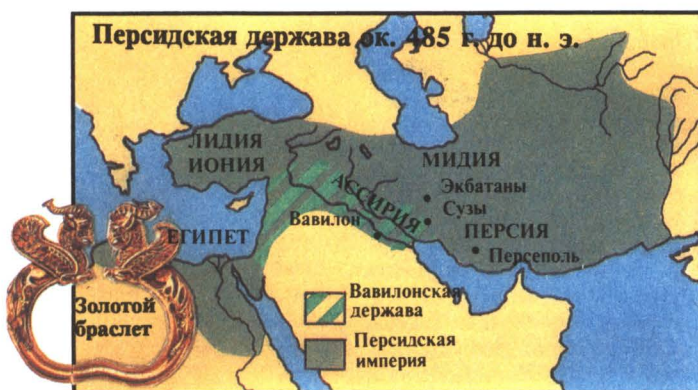 Персидская держава ок. 485 г. до н. э.
ЛИДИЯ
ИОНИЯ
МИДИЯ
АССИРИЯ
Экбатаны
Сузы
Вавилон
ЕГИПЕТ
ПЕРСИЯ
Персеполь
Золотой
браслет
Вавилонская
держава
Персидская
империя